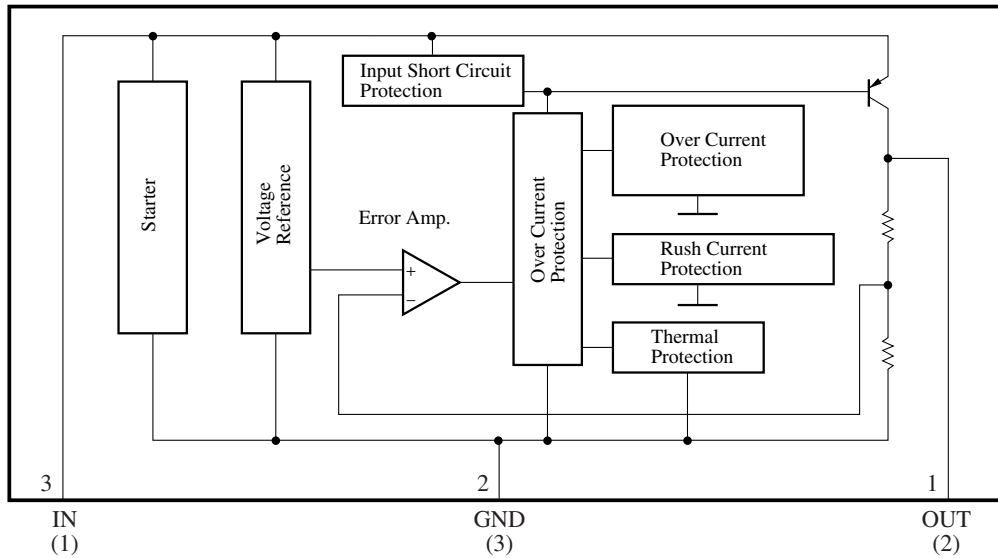 Input Short Circuit
Protection
Over Current
Protection
Starter
Voltage
Reference
Error Amp.
+
−
Over Current
Protection
Rush Current
Protection
Thermal
Protection
3
2
1
IN
GND
OUT
(1)
(3)
(2)